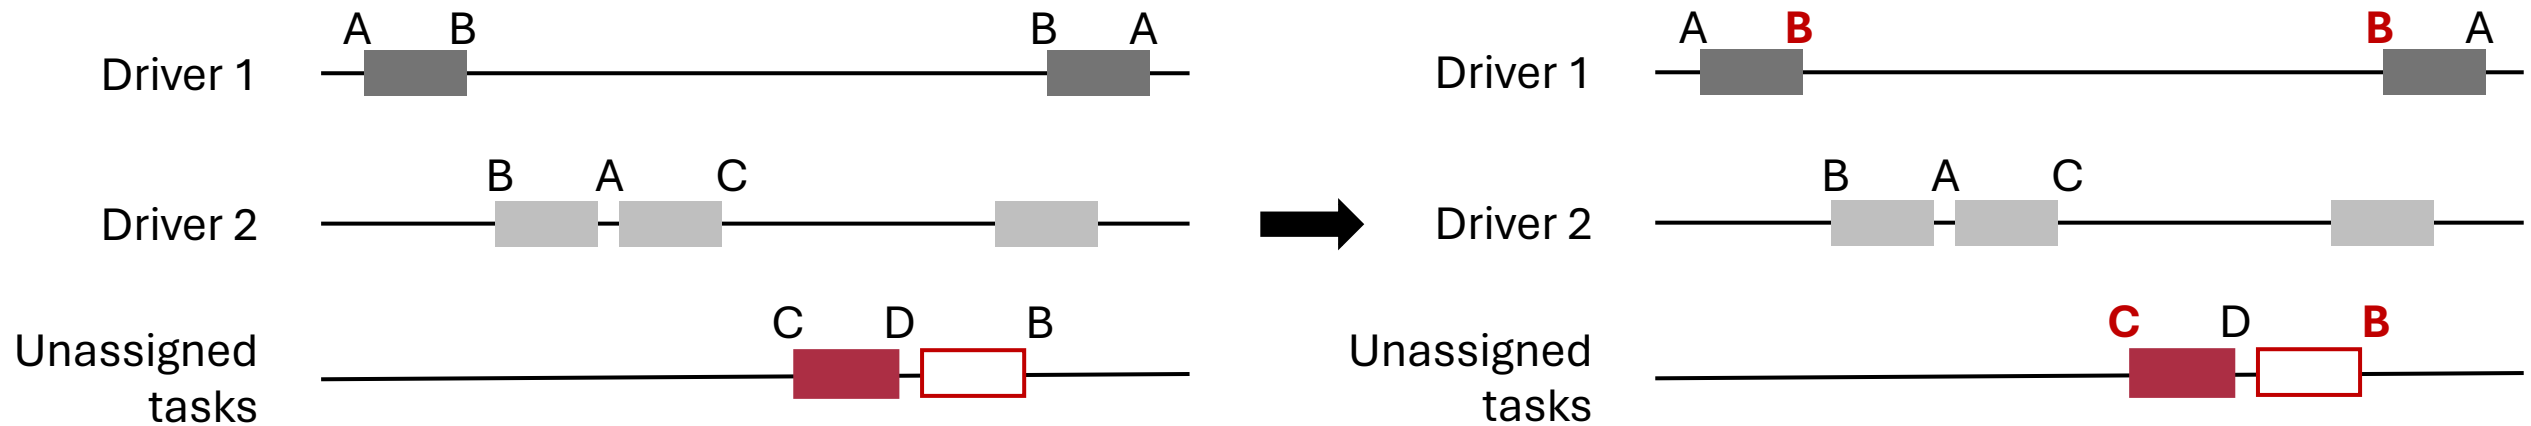 A B B A
Driver 1
B A C
Driver 2
C D B
Unassigned
tasks
A B B A
Driver 1
B A C
Driver 2
C D B
Unassigned
tasks